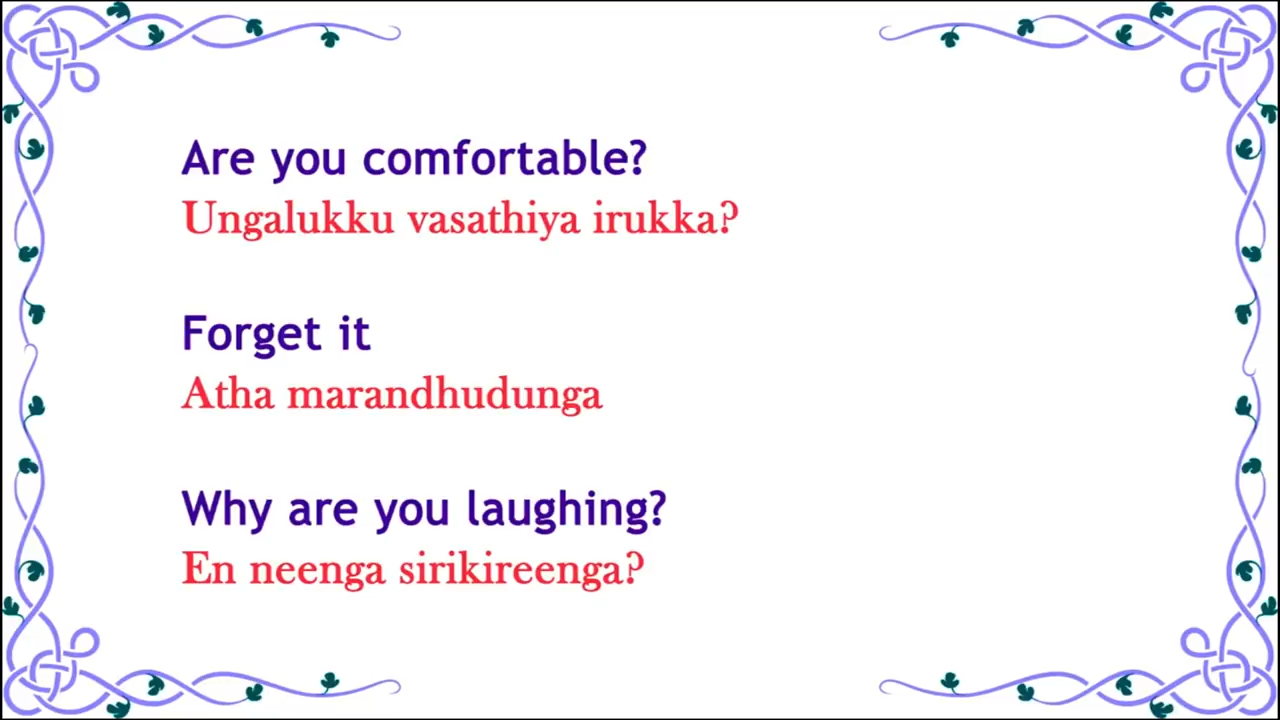 Are you comfortable?
Ungalukku vasathiya irukka?
Forget it
Atha marandhudunga
Why are you laughing?
En neenga sirikireenga?